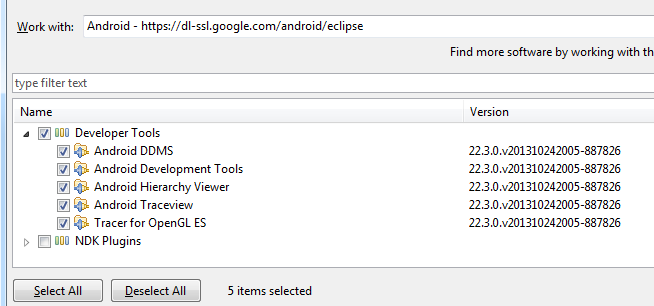 Work with: Android - https://dl-ssl.google.com/android/eclipse
Find more software by working with th
type filter text
Name Version
Developer Tools
Android DDMS 22.3.0.v201310242005-887826
Android Development Tools 22.3.0.v201310242005-887826
Android Hierarchy Viewer 22.3.0.v201310242005-887826
Android Traceview 22.3.0.v201310242005-887826
Tracer for OpenGL ES 22.3.0.v201310242005-887826
NDK Plugins
Select All Deselect All 5 items selected